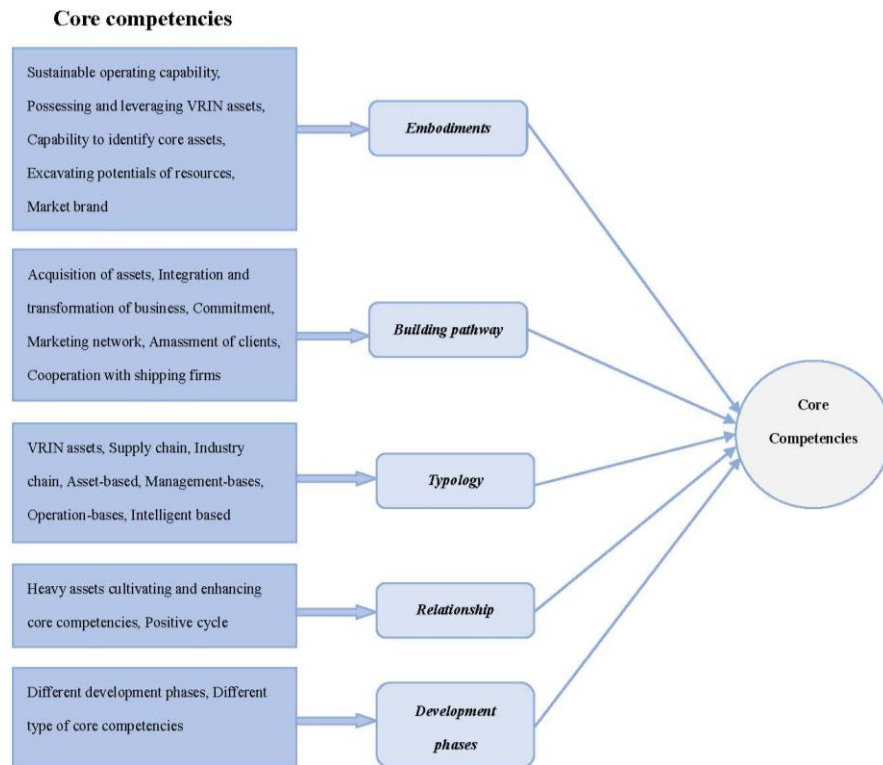 Core competencies
Sustainable operating capability,
Possessing and leveraging VRIN assets,
Capability to identify core assets,
Excavating potentials of resources,
Market brand
Embodiments
Acquisition of assets, Integration and
transformation of business, Commitment,
Marketing network, Amassment of clients,
Cooperation with shipping firms
Building pathway
VRIN assets, Supply chain, Industry
chain, Asset-based, Management-bases,
Operation-bases, Intelligent based
Typology
Heavy assets cultivating and enhancing
core competencies, Positive cycle
Relationship
Different development phases, Different
type of core competencies
Development
phases
Core
Competencies